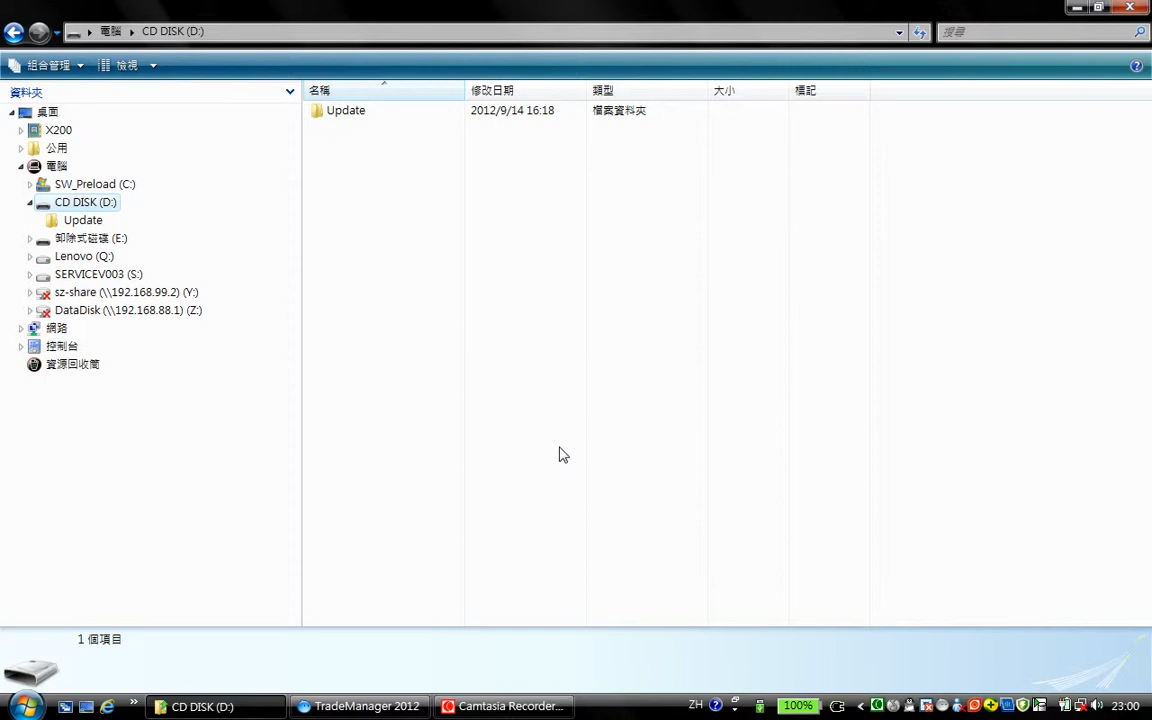 電腦 CD DISK (D:) 搜尋
組合管理 檢視
資料夾
名稱 修改日期 類型 大小 標記
桌面
X200
公用
電腦
SW_Preload (C:)
CD DISK (D:)
Update
卸除式磁碟 (E:)
Lenovo (Q:)
SERVICEV003 (S:)
sz-share (\\192.168.99.2) (Y:)
DataDisk (\\192.168.88.1) (Z:)
網路
控制台
資源回收筒
Update 2012/9/14 16:18 檔案資料夾
1 個項目
CD DISK (D:) TradeManager 2012 Camtasia Recorder... ZH 100% 23:00